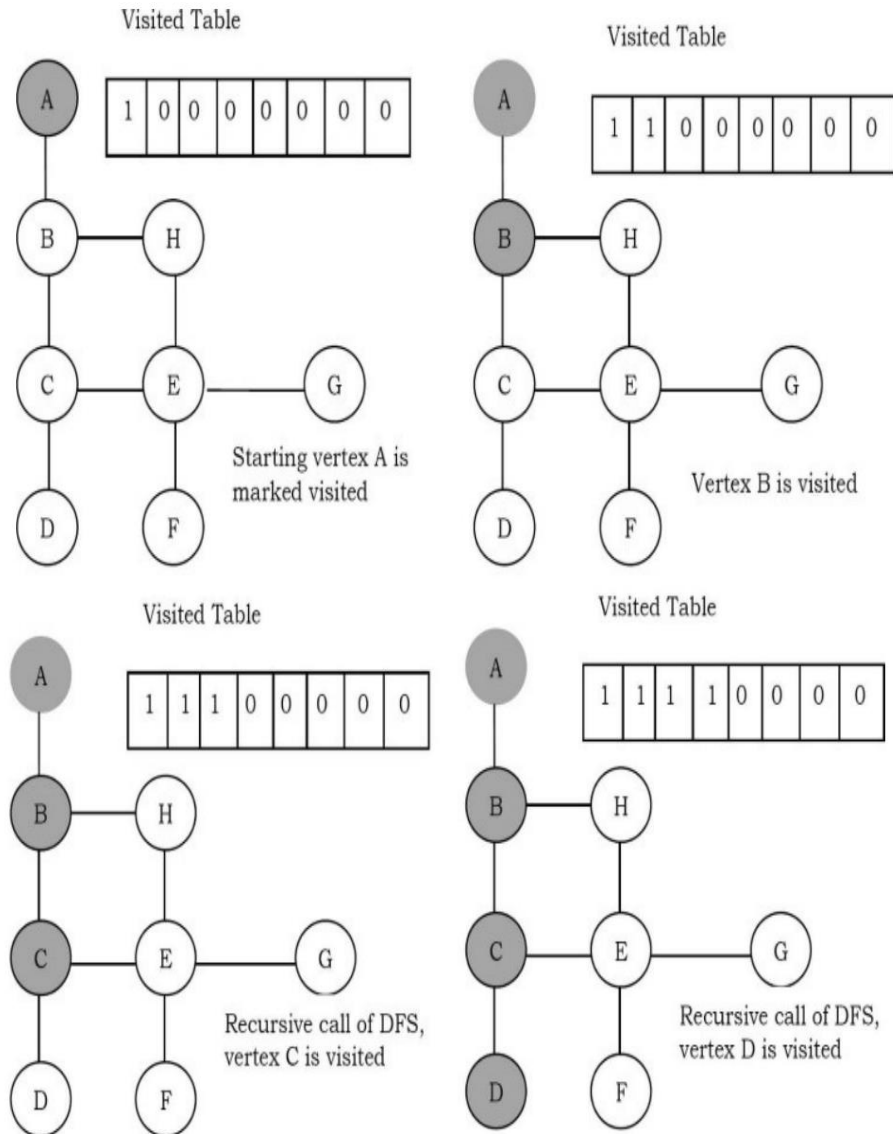 Visited Table
A
1 0 0 0 0 0 0 0
B H
C E G
Starting vertex A is
marked visited
D F
Visited Table
A
1 1 0 0 0 0 0 0
B H
C E G
Vertex B is visited
D F
Visited Table
A
1 1 1 0 0 0 0 0
B H
C E G
Recursive call of DFS,
vertex C is visited
D F
Visited Table
A
1 1 1 1 0 0 0 0
B H
C E G
Recursive call of DFS,
vertex D is visited
D F